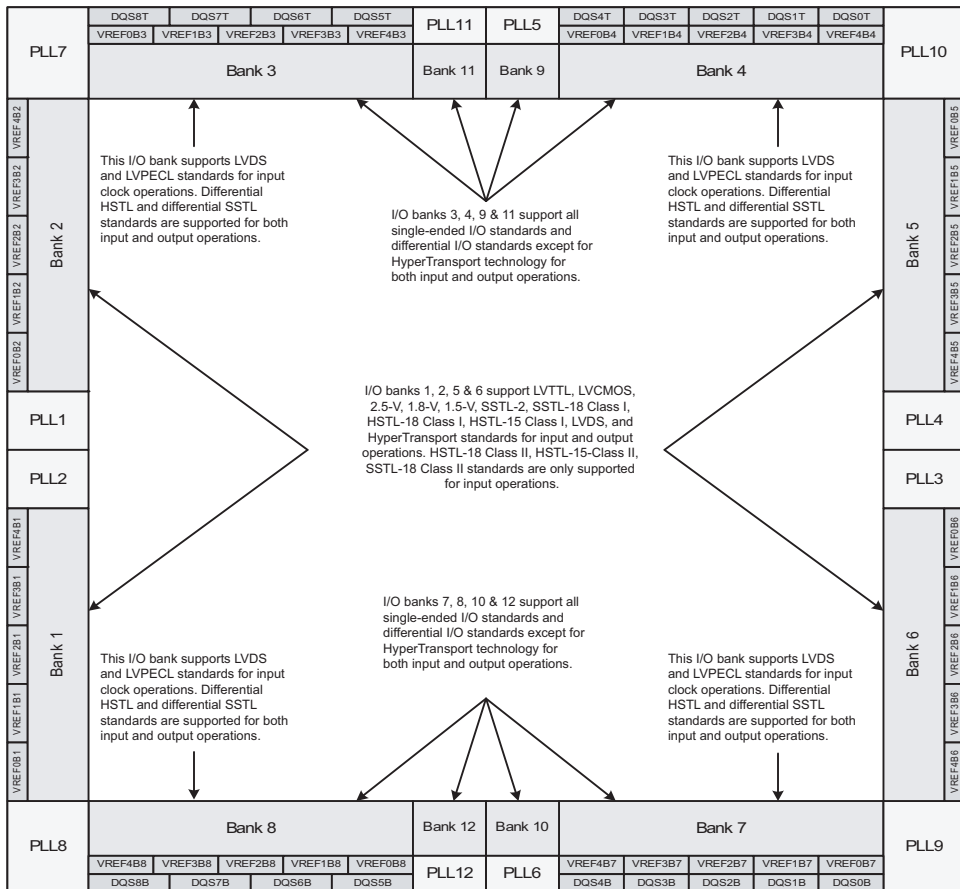 DQS8T DQS7T DQS6T DQS5T
PLL11
PLL5
DQS4T DQS3T DQS2T DQS1T DQS0T
VREF0B3 VREF1B3 VREF2B3 VREF3B3 VREF4B3
VREF0B4 VREF1B4 VREF2B4 VREF3B4 VREF4B4
PLL7
PLL10
Bank 3
Bank 11
Bank 9
Bank 4
VREF4B2
VREF3B2
VREF2B2
VREF1B2
VREF0B2
Bank 2
This I/O bank supports LVDS
and LVPECL standards for input
clock operations. Differential
HSTL and differential SSTL
standards are supported for both
input and output operations.
I/O banks 3, 4, 9 & 11 support all
single-ended I/O standards and
differential I/O standards except for
HyperTransport technology for
both input and output operations.
This I/O bank supports LVDS
and LVPECL standards for input
clock operations. Differential
HSTL and differential SSTL
standards are supported for both
input and output operations.
Bank 5
VREF0B5
VREF1B5
VREF2B5
VREF3B5
VREF4B5
PLL1
PLL2
I/O banks 1, 2, 5 & 6 support LVTTL, LVCMOS,
2.5-V, 1.8-V, 1.5-V, SSTL-2, SSTL-18 Class I,
HSTL-18 Class I, HSTL-15 Class I, LVDS, and
HyperTransport standards for input and output
operations. HSTL-18 Class II, HSTL-15-Class II,
SSTL-18 Class II standards are only supported
for input operations.
PLL4
PLL3
VREF4B1
VREF3B1
VREF2B1
VREF1B1
VREF0B1
Bank 1
This I/O bank supports LVDS
and LVPECL standards for input
clock operations. Differential
HSTL and differential SSTL
standards are supported for both
input and output operations.
I/O banks 7, 8, 10 & 12 support all
single-ended I/O standards and
differential I/O standards except for
HyperTransport technology for
both input and output operations.
This I/O bank supports LVDS
and LVPECL standards for input
clock operations. Differential
HSTL and differential SSTL
standards are supported for both
input and output operations.
Bank 6
VREF0B6
VREF1B6
VREF2B6
VREF3B6
VREF4B6
PLL8
Bank 8
Bank 12
Bank 10
Bank 7
PLL9
VREF4B8 VREF3B8 VREF2B8 VREF1B8 VREF0B8
PLL12
PLL6
VREF4B7 VREF3B7 VREF2B7 VREF1B7 VREF0B7
DQS8B DQS7B DQS6B DQS5B
DQS4B DQS3B DQS2B DQS1B DQS0B